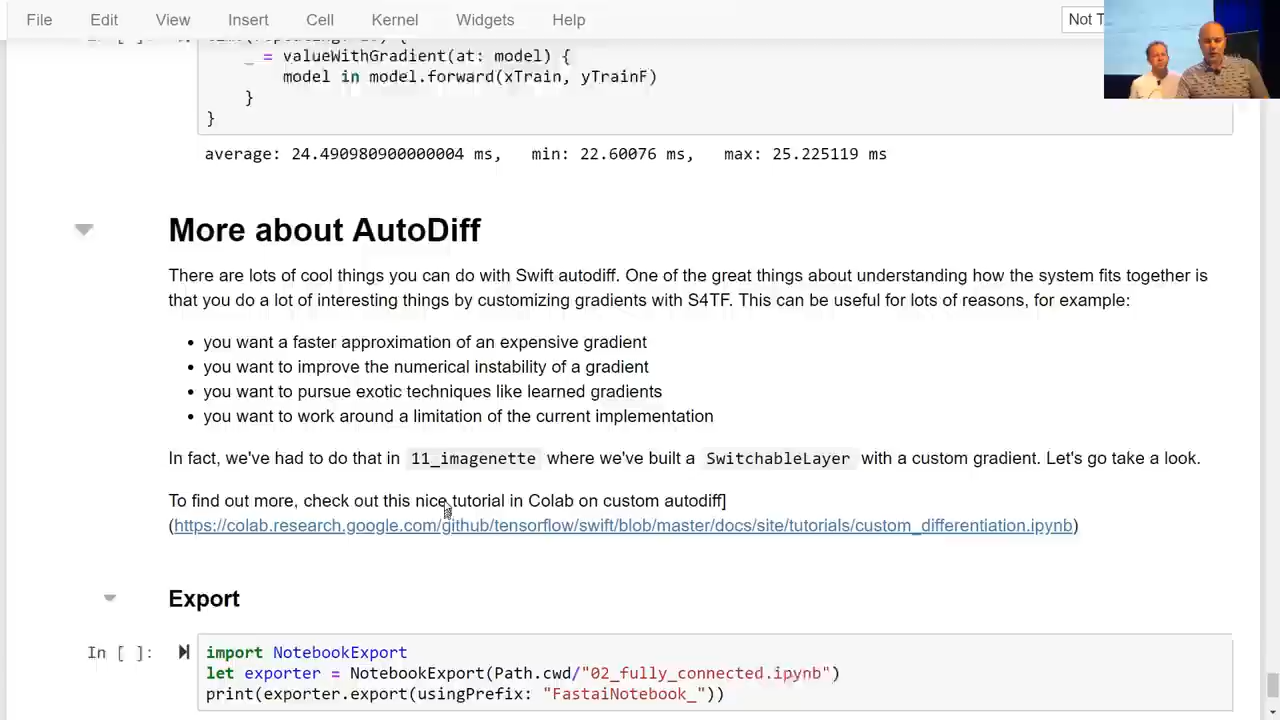 File Edit View Insert Cell Kernel Widgets Help Not T
_ = valueWithGradient(at: model) {
model in model.forward(xTrain, yTrainF)
}
}
average: 24.490980900000004 ms, min: 22.60076 ms, max: 25.225119 ms
More about AutoDiff
There are lots of cool things you can do with Swift autodiff. One of the great things about understanding how the system fits together is
that you do a lot of interesting things by customizing gradients with S4TF. This can be useful for lots of reasons, for example:
• you want a faster approximation of an expensive gradient
• you want to improve the numerical instability of a gradient
• you want to pursue exotic techniques like learned gradients
• you want to work around a limitation of the current implementation
In fact, we've had to do that in 11_imagenette where we've built a SwitchableLayer with a custom gradient. Let's go take a look.
To find out more, check out this nice tutorial in Colab on custom autodiff]
(https://colab.research.google.com/github/tensorflow/swift/blob/master/docs/site/tutorials/custom_differentiation.ipynb)
Export
In [ ]: import NotebookExport
let exporter = NotebookExport(Path.cwd/"02_fully_connected.ipynb")
print(exporter.export(usingPrefix: "FastaiNotebook_"))